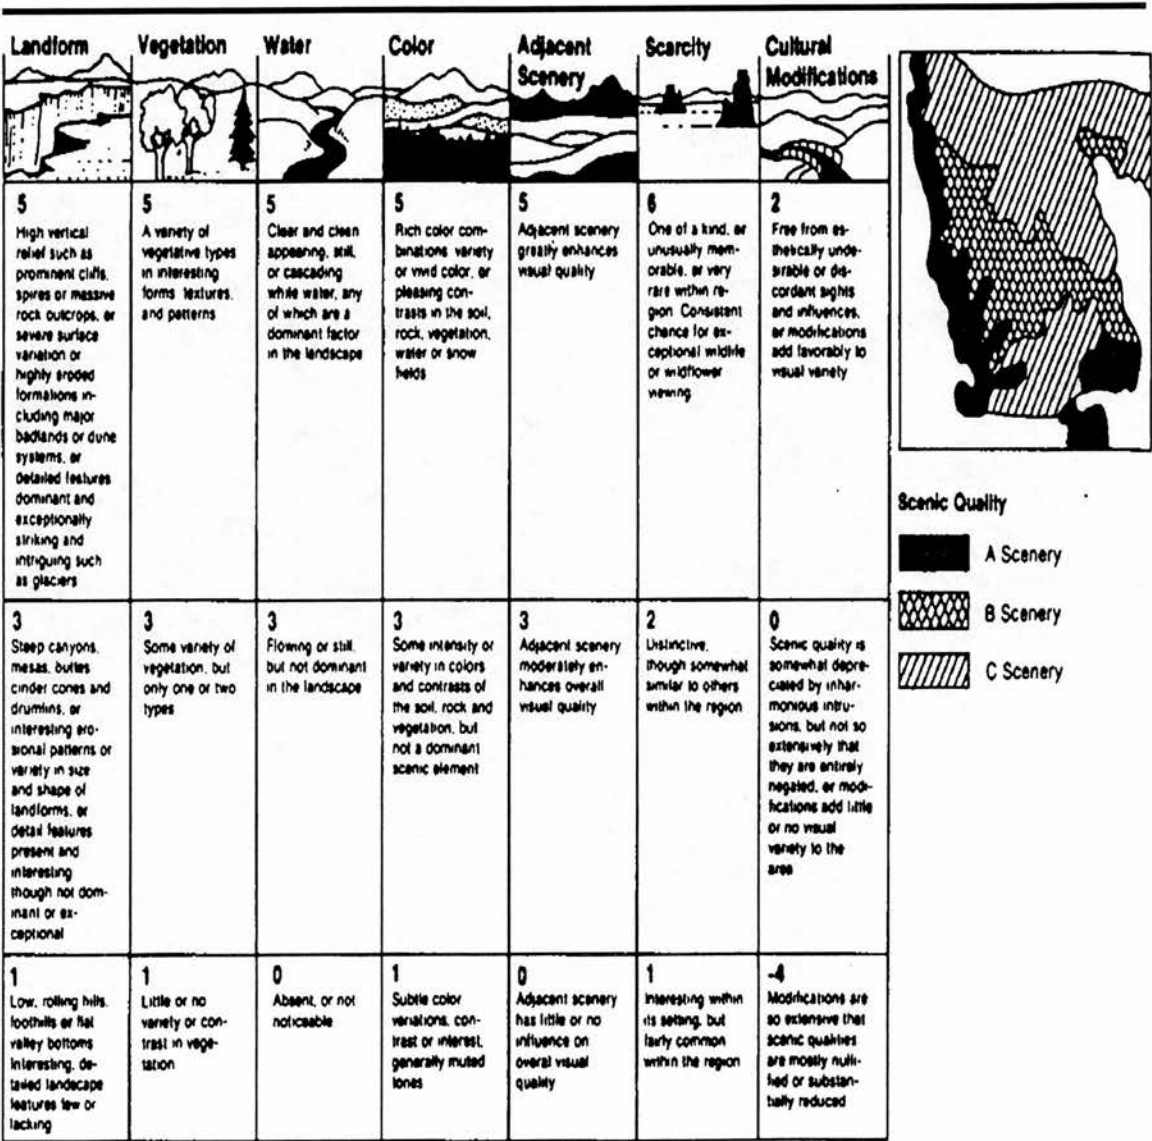 Landform
Vegetation
Water
Color
Adjacent
Scenery
Scarcity
Cultural
Modifications
5
High vertical
relief such as
prominent cliffs,
spires or massive
rock outcrops, or
severe surface
variation or
highly eroded
formations in-
cluding major
badlands or dune
systems, or
detailed features
dominant and
exceptionally
striking and
intriguing such
as glaciers
5
A variety of
vegetative types
in interesting
forms, textures,
and patterns
5
Clear and clean
appearing, still,
or cascading
white water, any
of which are a
dominant factor
in the landscape
5
Rich color com-
binations, variety
or vivid color, or
pleasing con-
trasts in the soil,
rock, vegetation,
water or snow
fields
5
Adjacent scenery
greatly enhances
visual quality
6
One of a kind, or
unusually mem-
orable, or very
rare within re-
gion. Consistent
chance for ex-
ceptional wildlife
or wildflower
viewing
2
Free from es-
thetically unde-
sirable or dis-
cordant sights
and influences,
or modifications
add favorably to
visual variety
3
Steep canyons,
mesas, buttes
cinder cones and
drumlins, or
interesting ero-
sional patterns or
variety in size
and shape of
landforms, or
detail features
present and
interesting
though not dom-
inant or ex-
ceptional
3
Some variety of
vegetation, but
only one or two
types
3
Flowing or still,
but not dominant
in the landscape
3
Some intensity or
variety in colors
and contrasts of
the soil, rock and
vegetation, but
not a dominant
scenic element
3
Adjacent scenery
moderately en-
hances overall
visual quality
2
Distinctive,
though somewhat
similar to others
within the region
0
Scenic quality is
somewhat depre-
ciated by inhar-
monious intru-
sions, but not so
extensively that
they are entirely
negated, or modi-
fications add little
or no visual
variety to the
area
1
Low, rolling hills,
foothills or flat
valley bottoms
Interesting, de-
tailed landscape
features few or
lacking
1
Little or no
variety or con-
trast in vege-
tation
0
Absent, or not
noticeable
1
Subtle color
variations, con-
trast or interest,
generally muted
tones
0
Adjacent scenery
has little or no
influence on
overal visual
quality
1
Interesting within
its setting, but
fairly common
within the region
-4
Modifications are
so extensive that
scenic qualities
are mostly nulli-
fied or substan-
tially reduced
Scenic Quality
A Scenery
B Scenery
C Scenery